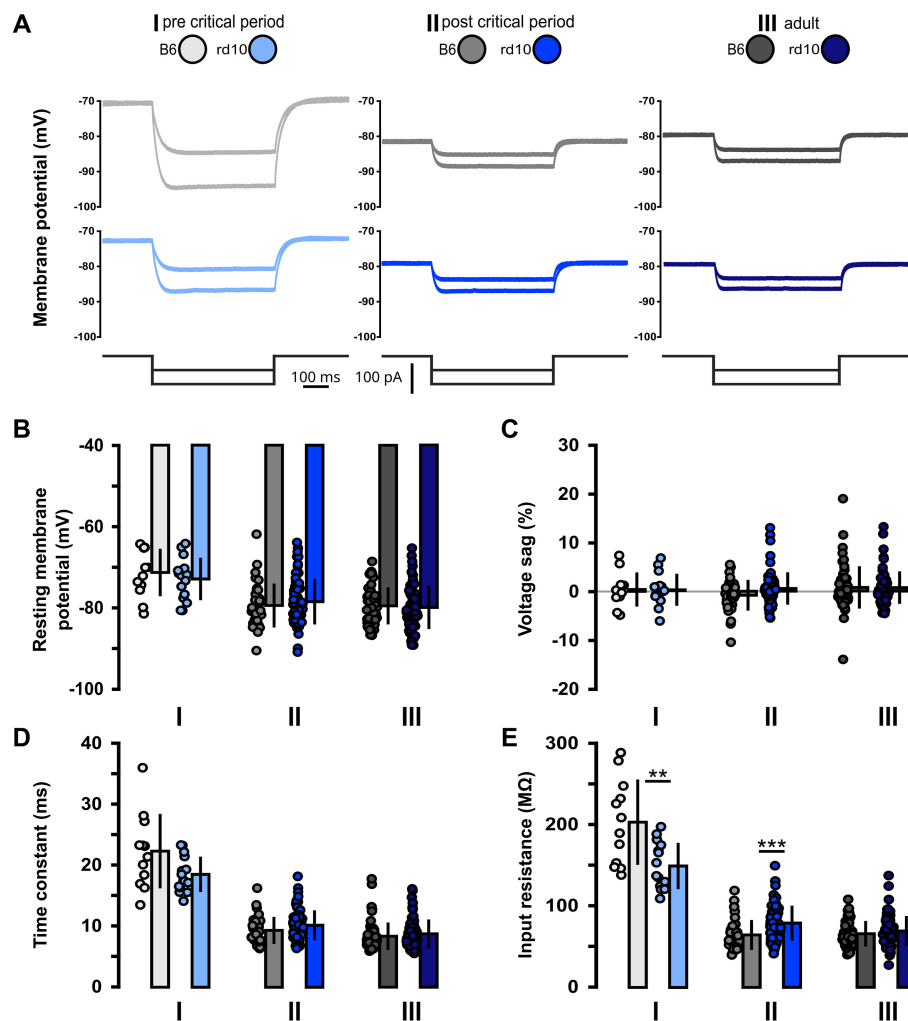 A
I pre critical period
B6 rd10
II post critical period
B6 rd10
III adult
B6 rd10
Membrane potential (mV)
-70
-80
-90
-100
-70
-80
-90
-100
-70
-80
-90
-100
-80
-90
-100
-80
-90
-100
-80
-90
-100
100 ms
100 pA
B
Resting membrane
potential (mV)
-40
-60
-80
-100
I II III
C
Voltage sag (%)
30
20
10
0
-10
-20
I II III
D
Time constant (ms)
40
30
20
10
0
I II III
E
Input resistance (MΩ)
300
200
100
0
**
***
I II III